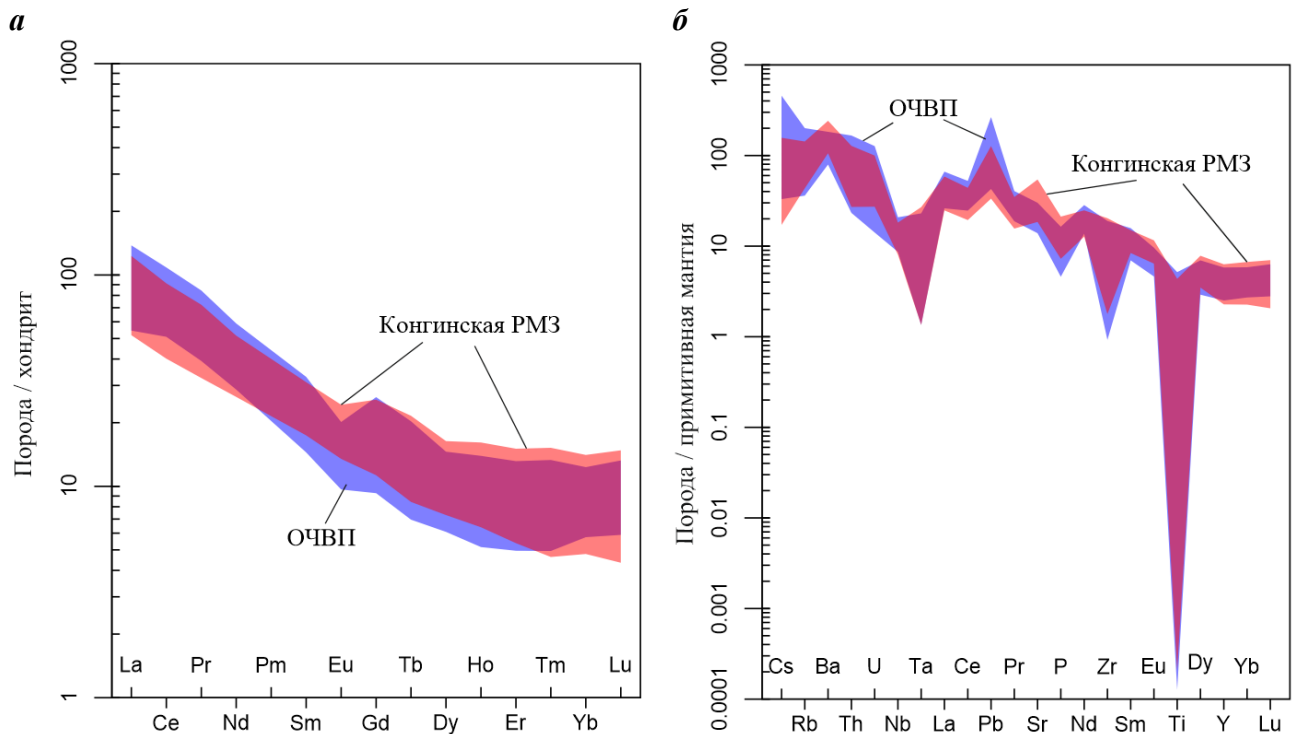 а
б
1000
100
10
1
Порода / хондрит
ОЧВП
Конгинская РМЗ
La Pr Pm Eu Tb Ho Tm Lu
Ce Nd Sm Gd Dy Er Yb
1000
100
10
1
0.1
0.01
0.001
0.0001
Порода / примитивная мантия
ОЧВП
Конгинская РМЗ
Cs Ba U Ta La Ce Pb Pr P Zr Eu Dy Yb
Rb Th Nb La Pb Sr Nd Sm Ti Y Lu